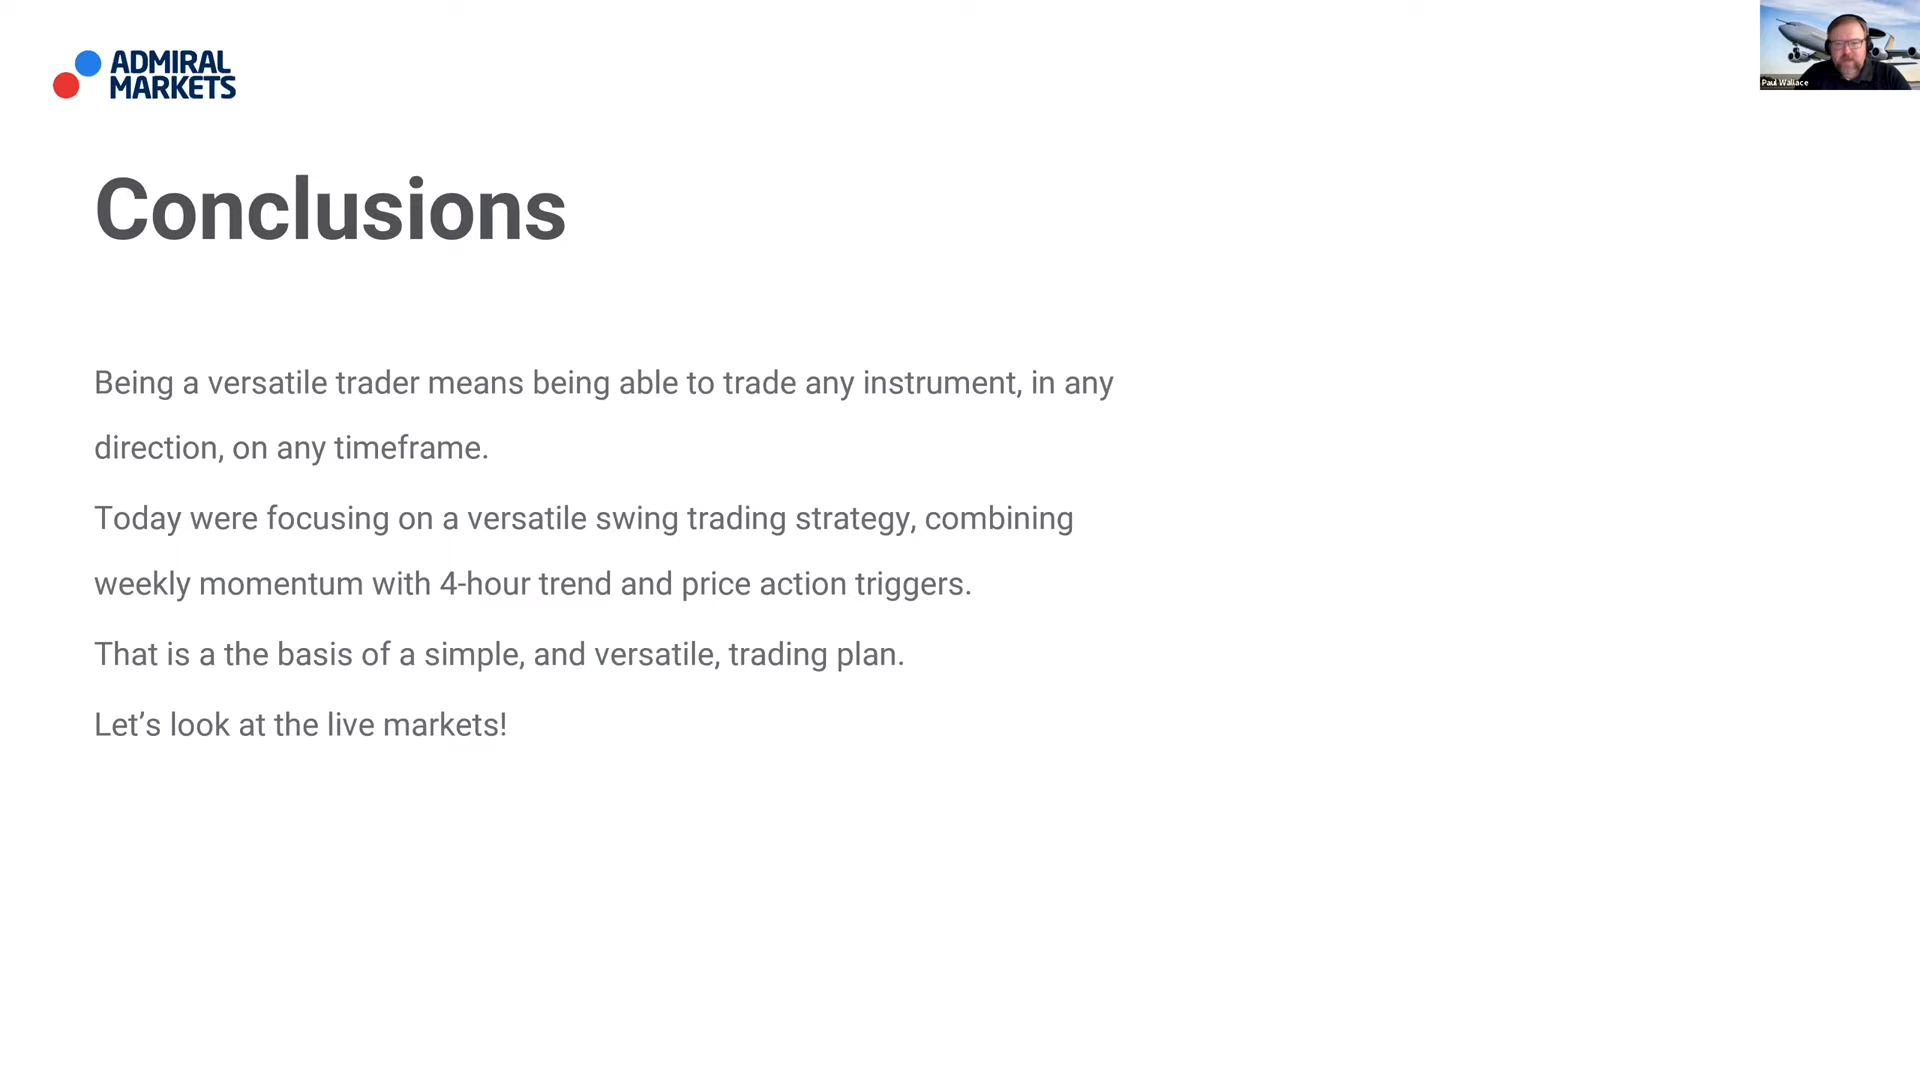 ADMIRAL
MARKETS
Paul Wallace
Conclusions
Being a versatile trader means being able to trade any instrument, in any
direction, on any timeframe.
Today were focusing on a versatile swing trading strategy, combining
weekly momentum with 4-hour trend and price action triggers.
That is a the basis of a simple, and versatile, trading plan.
Let’s look at the live markets!